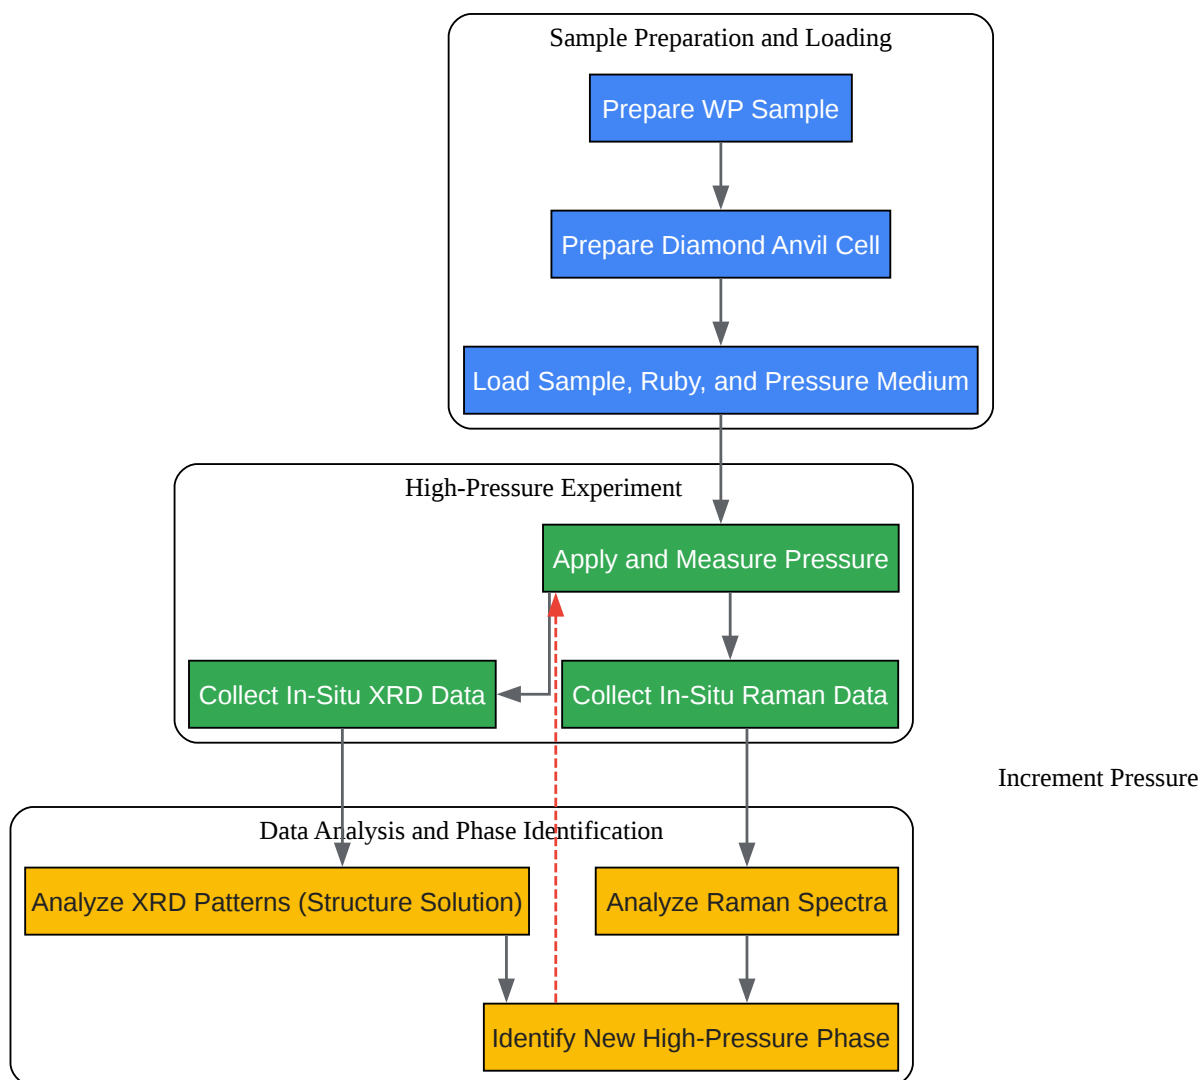 Sample Preparation and Loading
Prepare WP Sample
Prepare Diamond Anvil Cell
Load Sample, Ruby, and Pressure Medium
High-Pressure Experiment
Apply and Measure Pressure
Collect In-Situ XRD Data
Collect In-Situ Raman Data
Increment Pressure
Data Analysis and Phase Identification
Analyze XRD Patterns (Structure Solution)
Analyze Raman Spectra
Identify New High-Pressure Phase